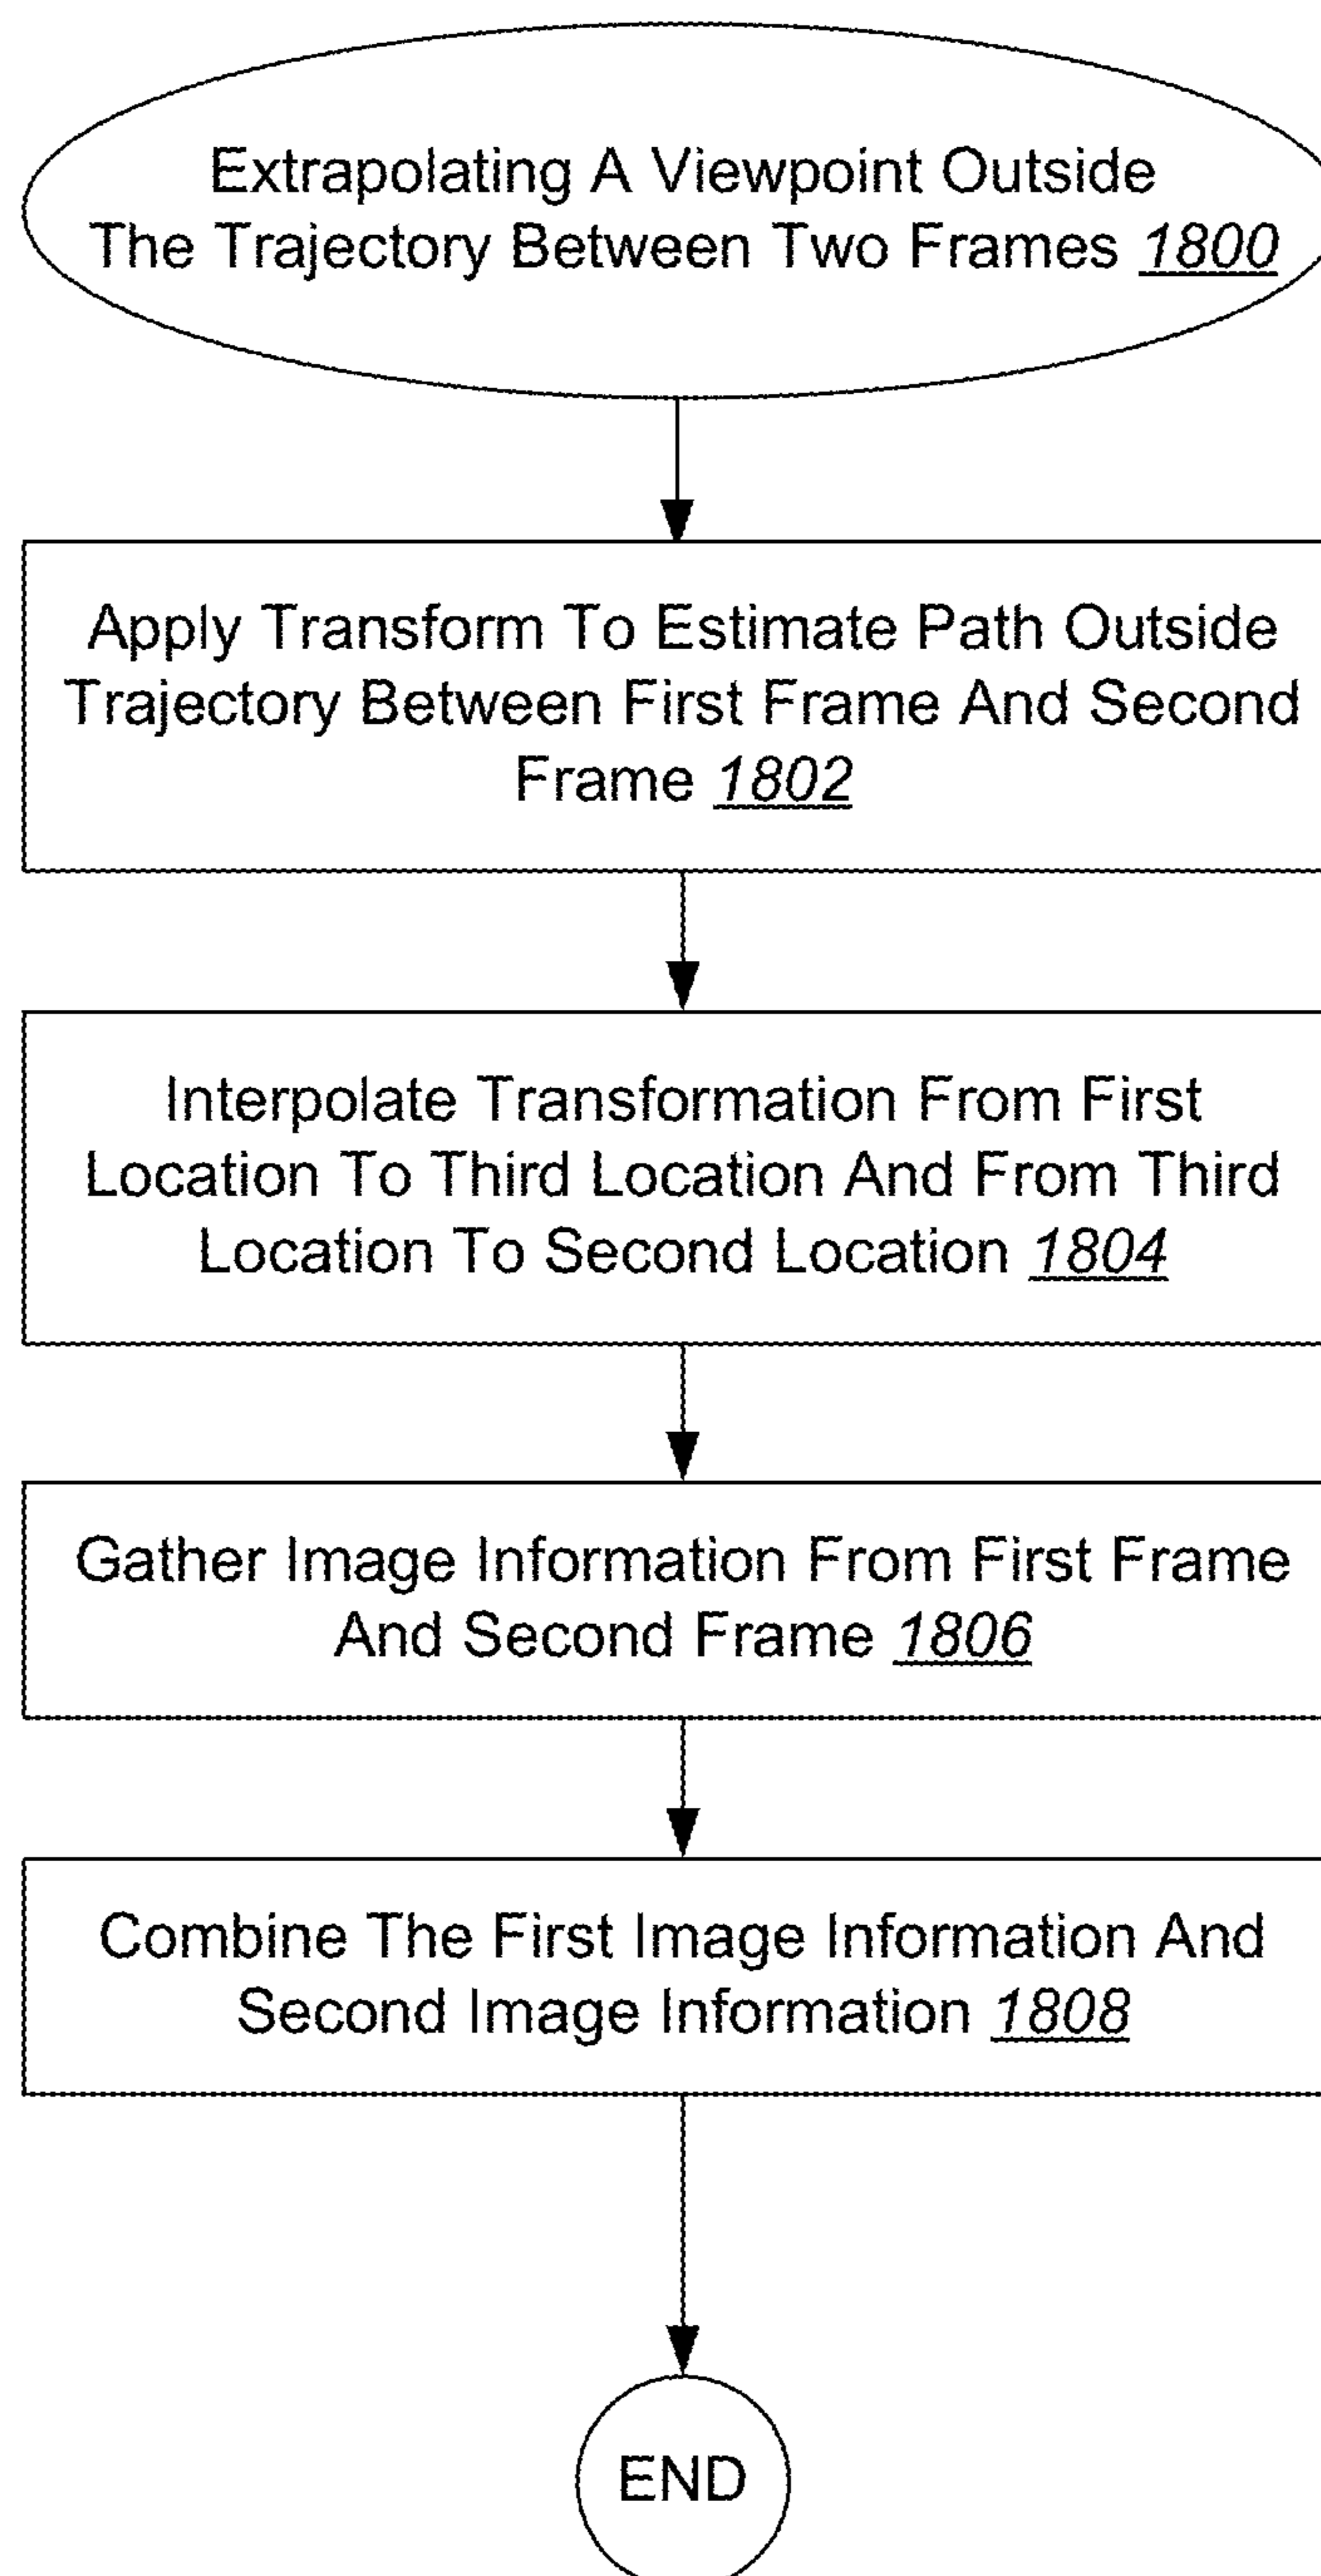 Extrapolating A Viewpoint Outside
The Trajectory Between Two Frames 1800
Apply Transform To Estimate Path Outside
Trajectory Between First Frame And Second
Frame 1802
Interpolate Transformation From First
Location To Third Location And From Third
Location To Second Location 1804
Gather Image Information From First Frame
And Second Frame 1806
Combine The First Image Information And
Second Image Information 1808
END